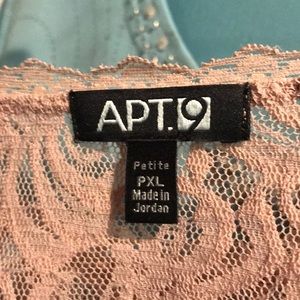 APT.9
Petite
PXL
Made in
Jordan